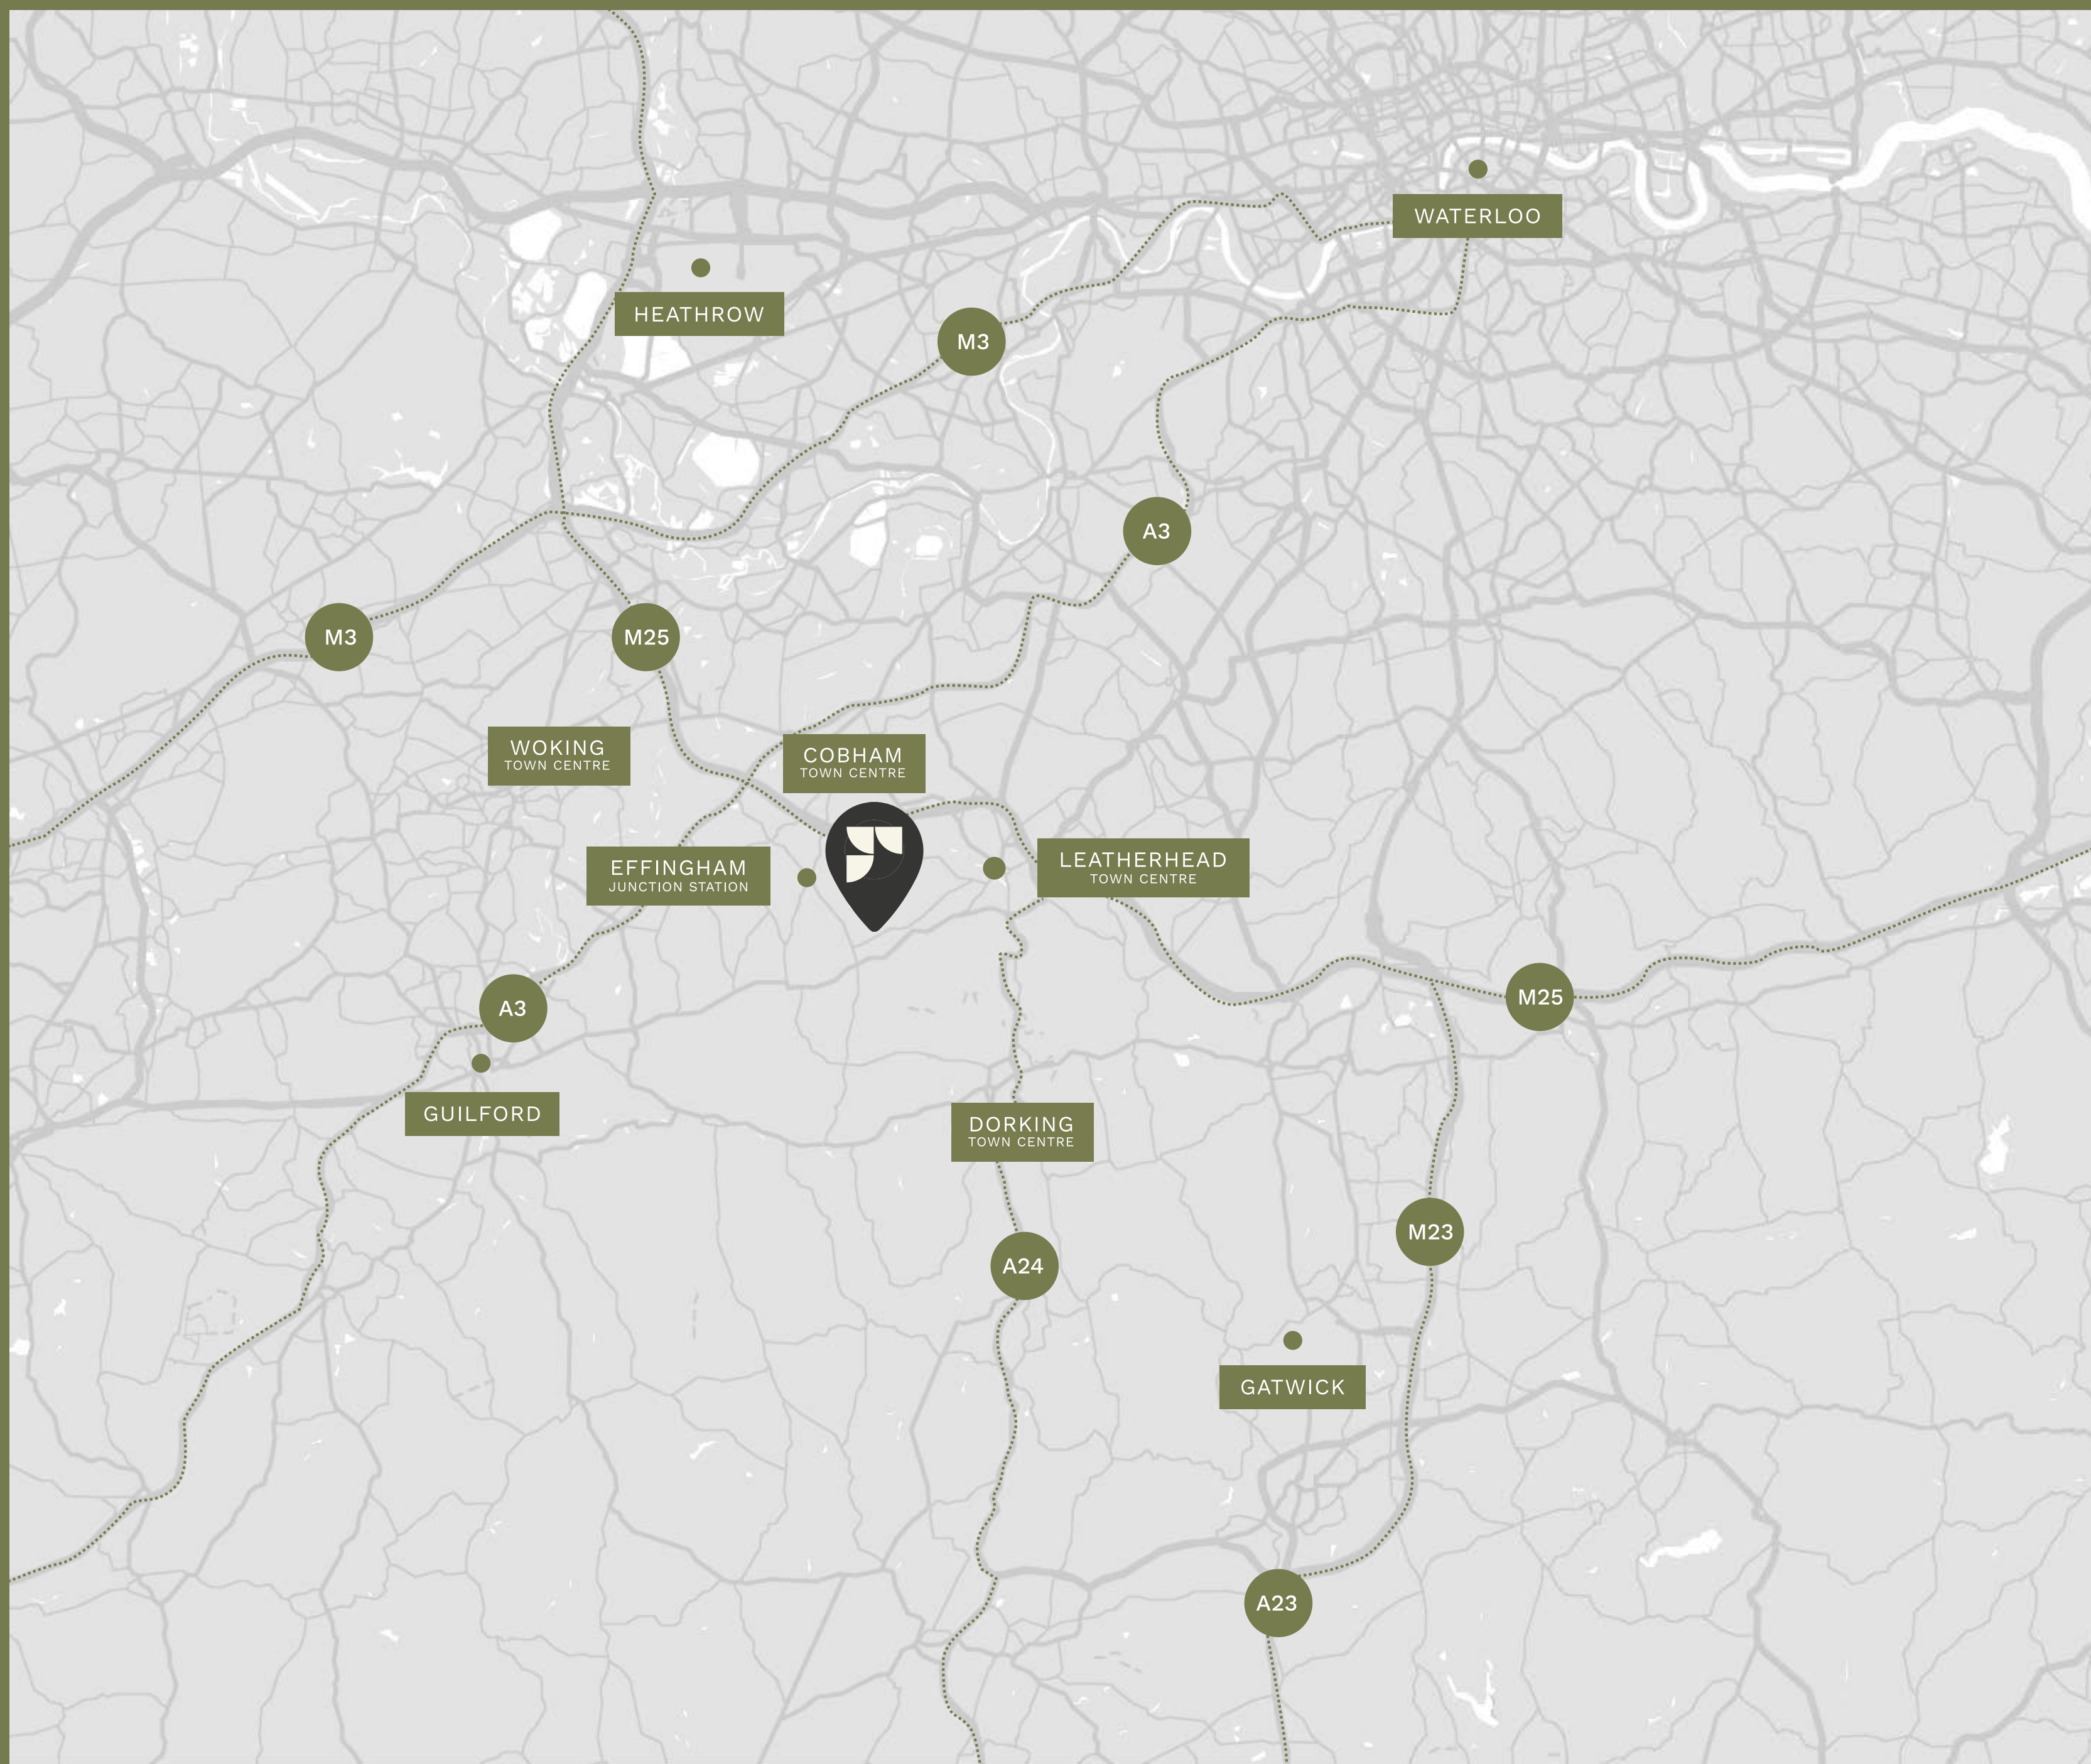 WATERLOO
HEATHROW
M3
A3
M3
M25
WOKING
TOWN CENTRE
COBHAM
TOWN CENTRE
EFFINGHAM
JUNCTION STATION
LEATHERHEAD
TOWN CENTRE
M25
A3
GUILFORD
DORKING
TOWN CENTRE
M23
A24
GATWICK
A23